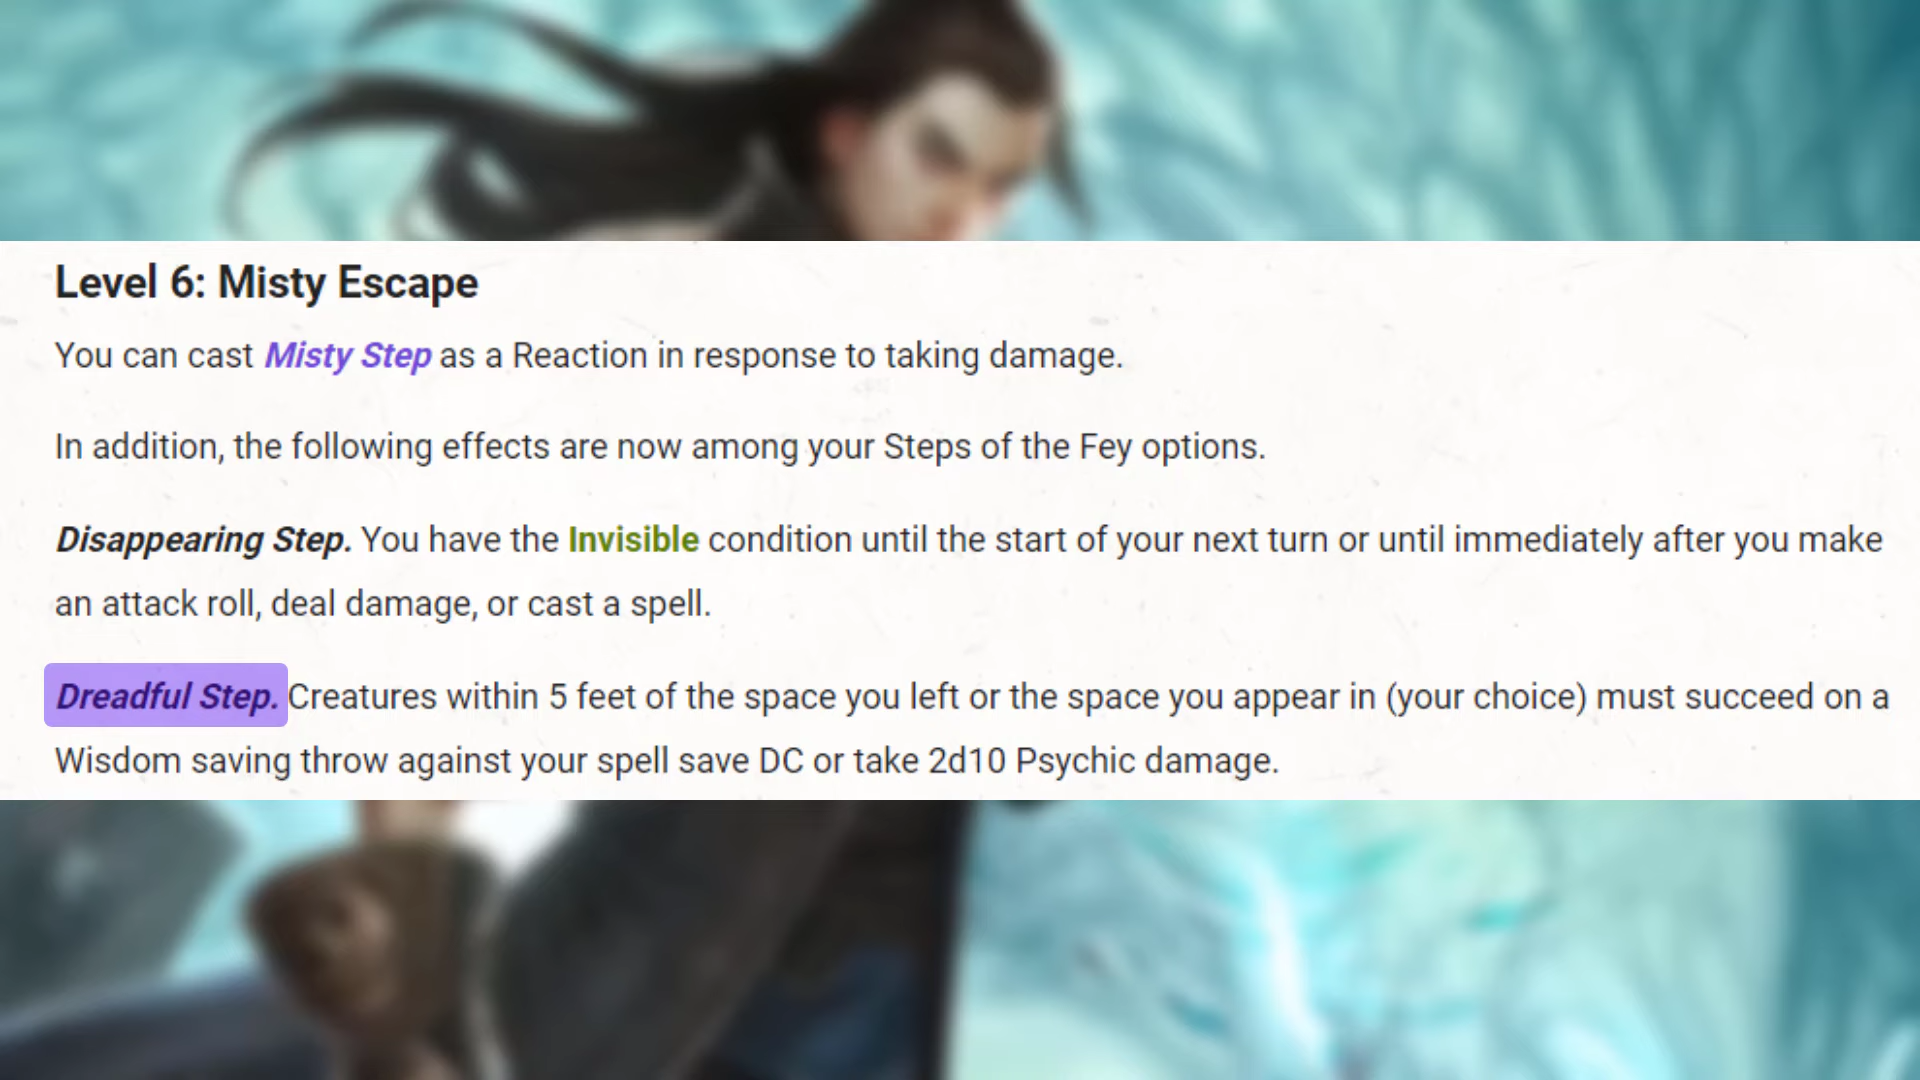 Level 6: Misty Escape
You can cast Misty Step as a Reaction in response to taking damage.
In addition, the following effects are now among your Steps of the Fey options.
Disappearing Step. You have the Invisible condition until the start of your next turn or until immediately after you make
an attack roll, deal damage, or cast a spell.
Dreadful Step. Creatures within 5 feet of the space you left or the space you appear in (your choice) must succeed on a
Wisdom saving throw against your spell save DC or take 2d10 Psychic damage.